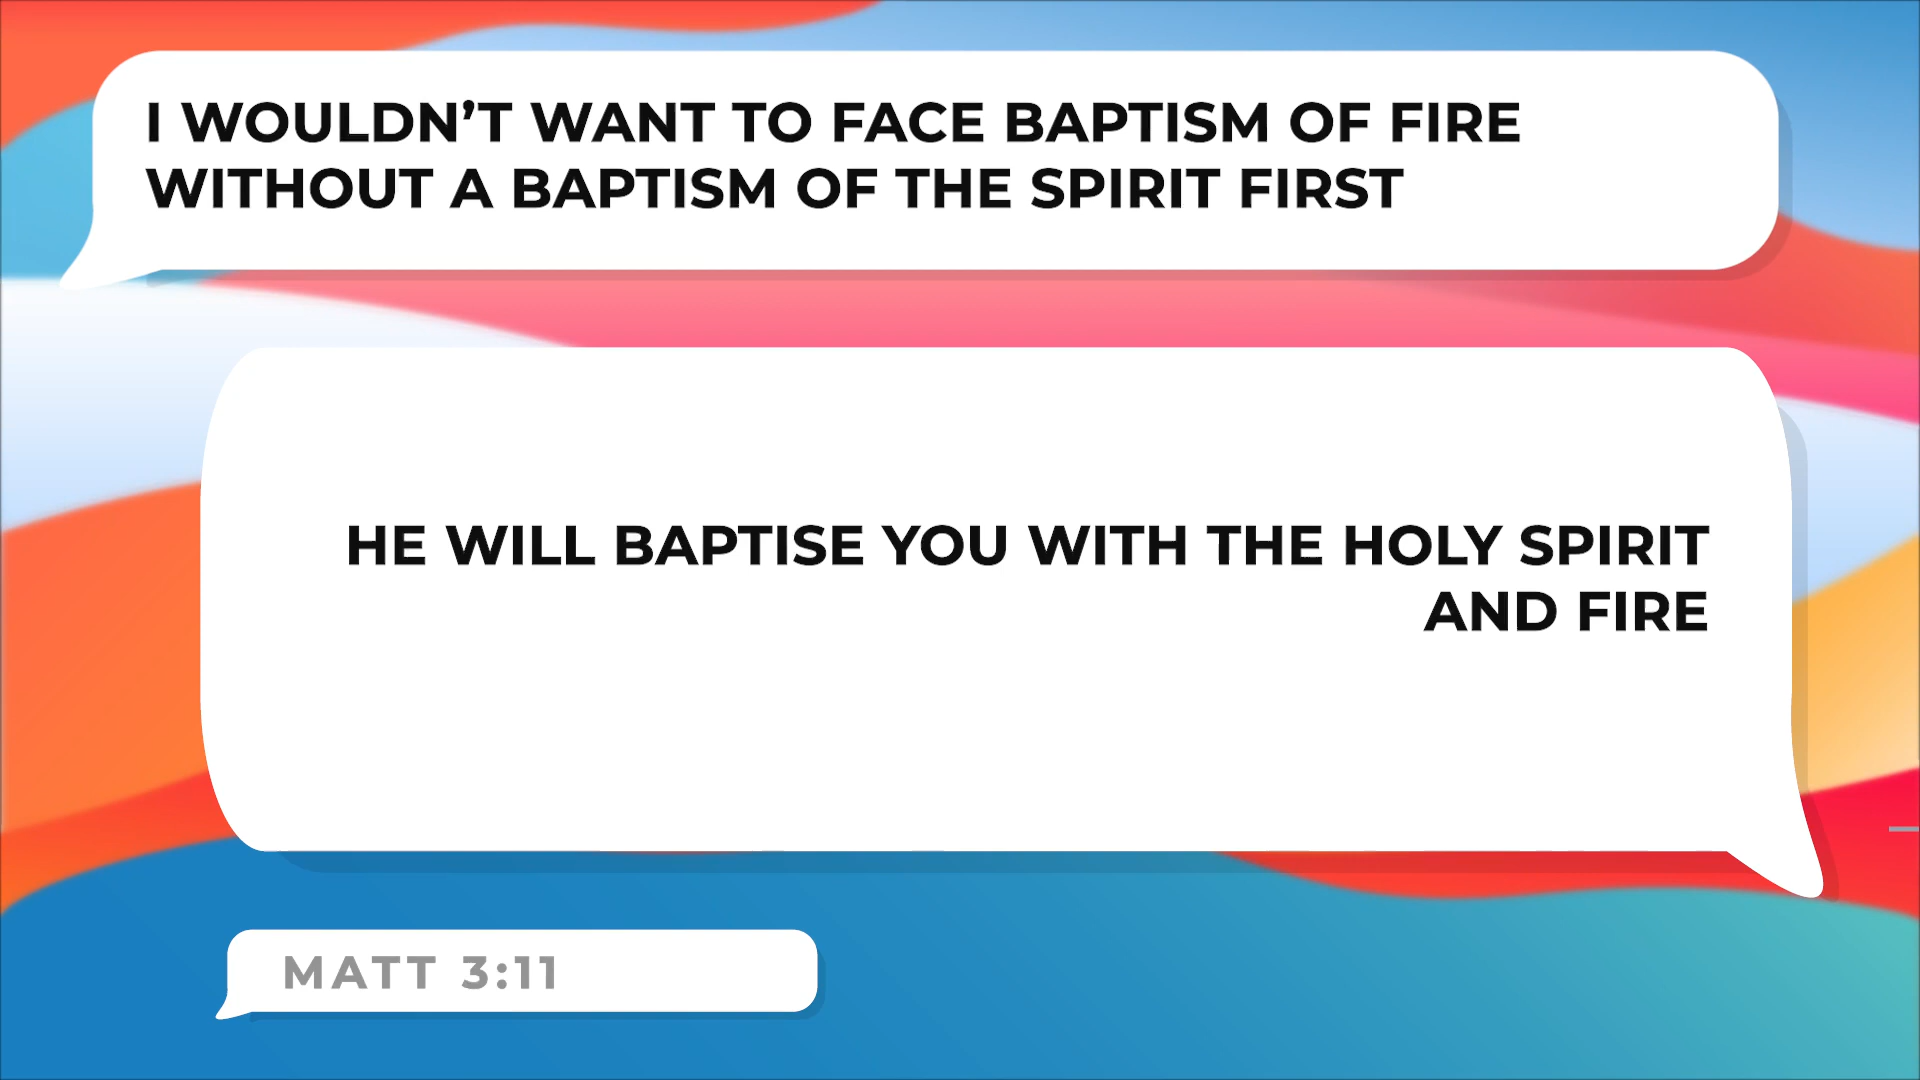 I WOULDN’T WANT TO FACE BAPTISM OF FIRE
WITHOUT A BAPTISM OF THE SPIRIT FIRST
HE WILL BAPTISE YOU WITH THE HOLY SPIRIT
AND FIRE
MATT 3:11